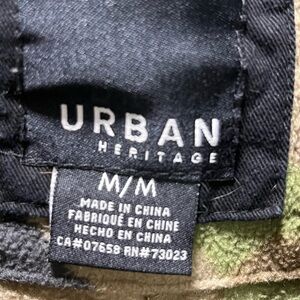 URBAN
HERITAGE
M/M
MADE IN CHINA
FABRIQUÉ EN CHINE
HECHO EN CHINA
CA#07658 RN#73023